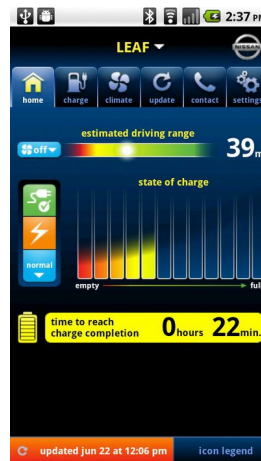 2:37 PM
LEAF
NISSAN
home charge climate update contact settings
estimated driving range
off 39m
state of charge
normal
empty full
time to reach
charge completion 0 hours 22 min.
updated jun 22 at 12:06 pm icon legend